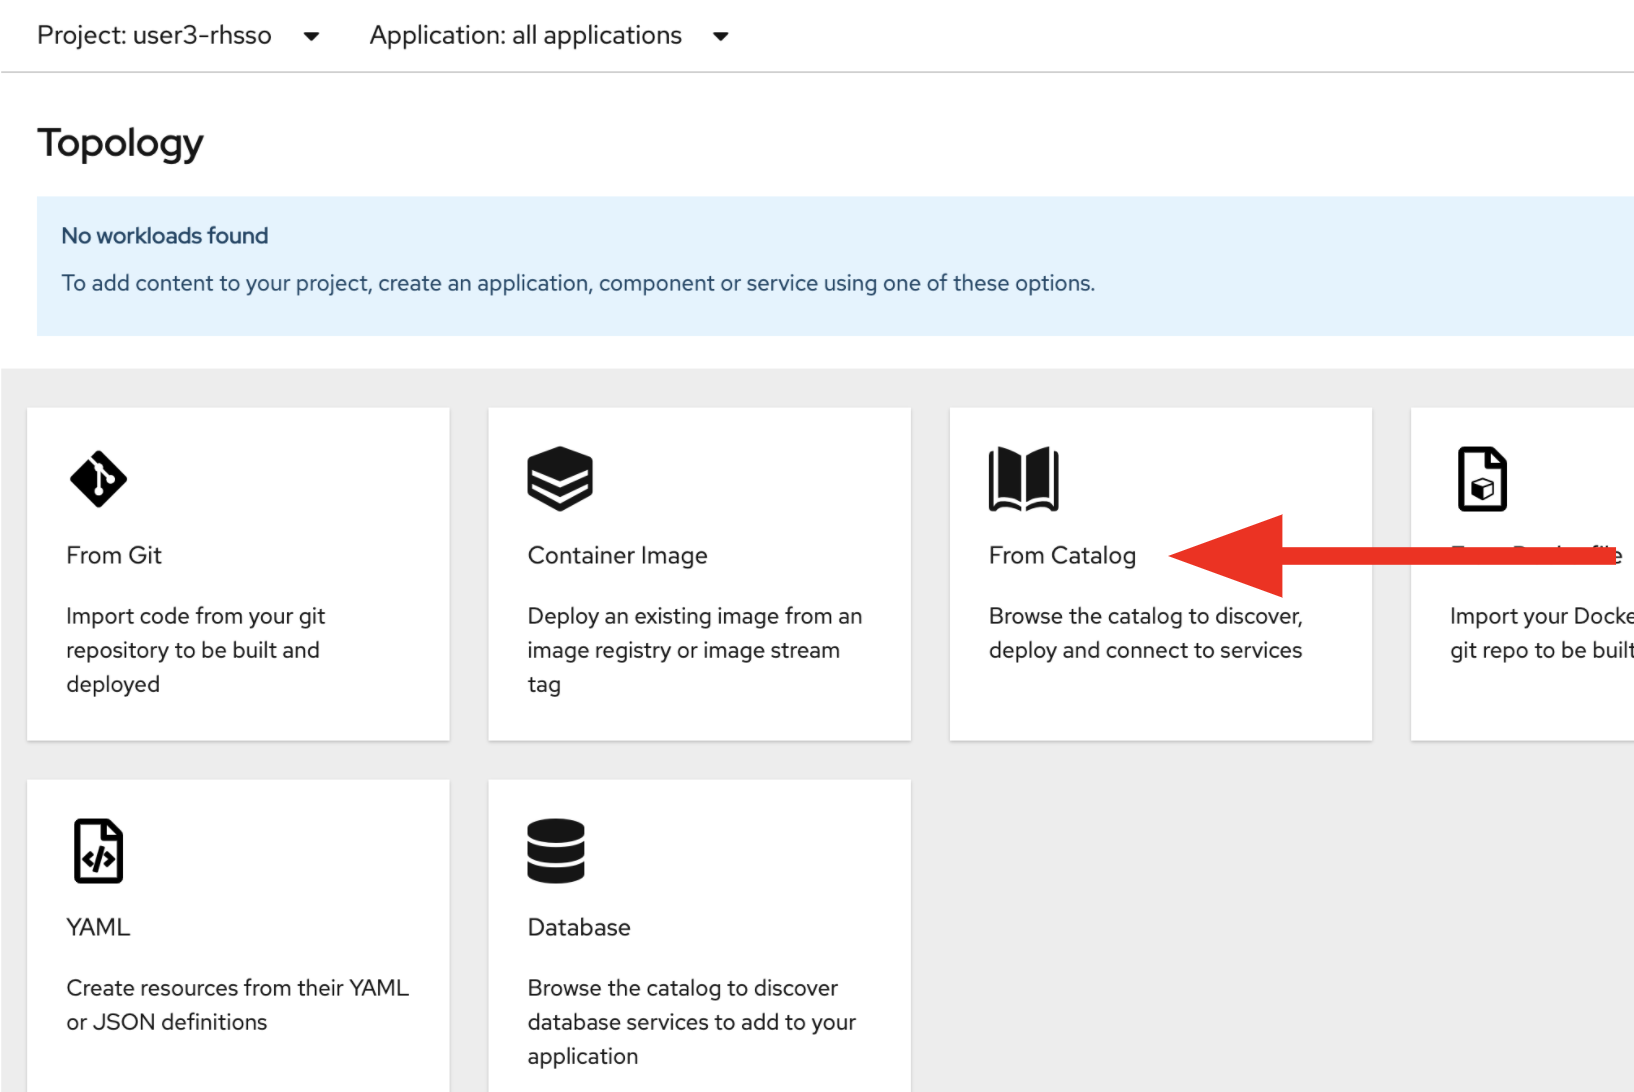 Project: user3-rhsso
Application: all applications
Topology
No workloads found
To add content to your project, create an application, component or service using one of these options.
From Git
Import code from your git
repository to be built and
deployed
Container Image
Deploy an existing image from an
image registry or image stream
tag
From Catalog
Browse the catalog to discover,
deploy and connect to services
Import your Docke
git repo to be built
YAML
Create resources from their YAML
or JSON definitions
Database
Browse the catalog to discover
database services to add to your
application